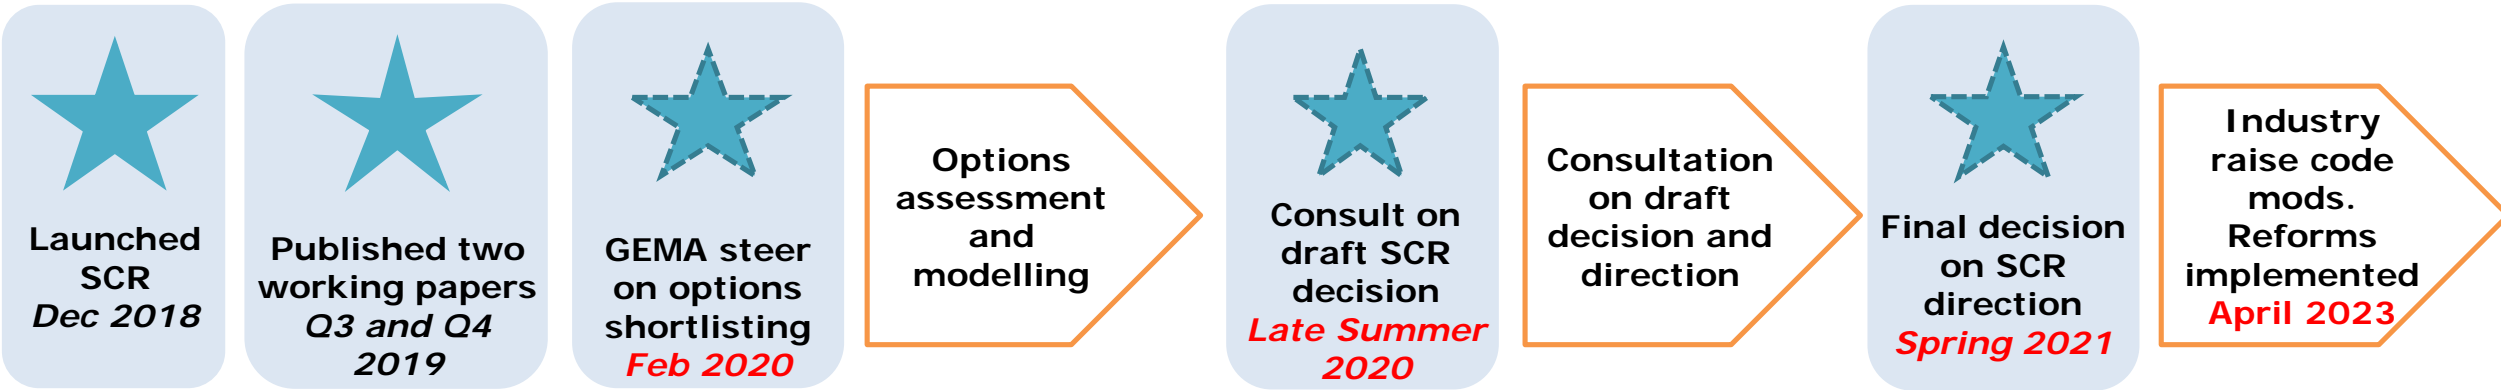 Launched
SCR
Dec 2018
Published two
working papers
Q3 and Q4
2019
GEMA steer
on options
shortlisting
Feb 2020
Options
assessment
and
modelling
Consult on
draft SCR
decision
Late Summer
2020
Consultation
on draft
decision and
direction
Final decision
on SCR
direction
Spring 2021
Industry
raise code
mods.
Reforms
implemented
April 2023